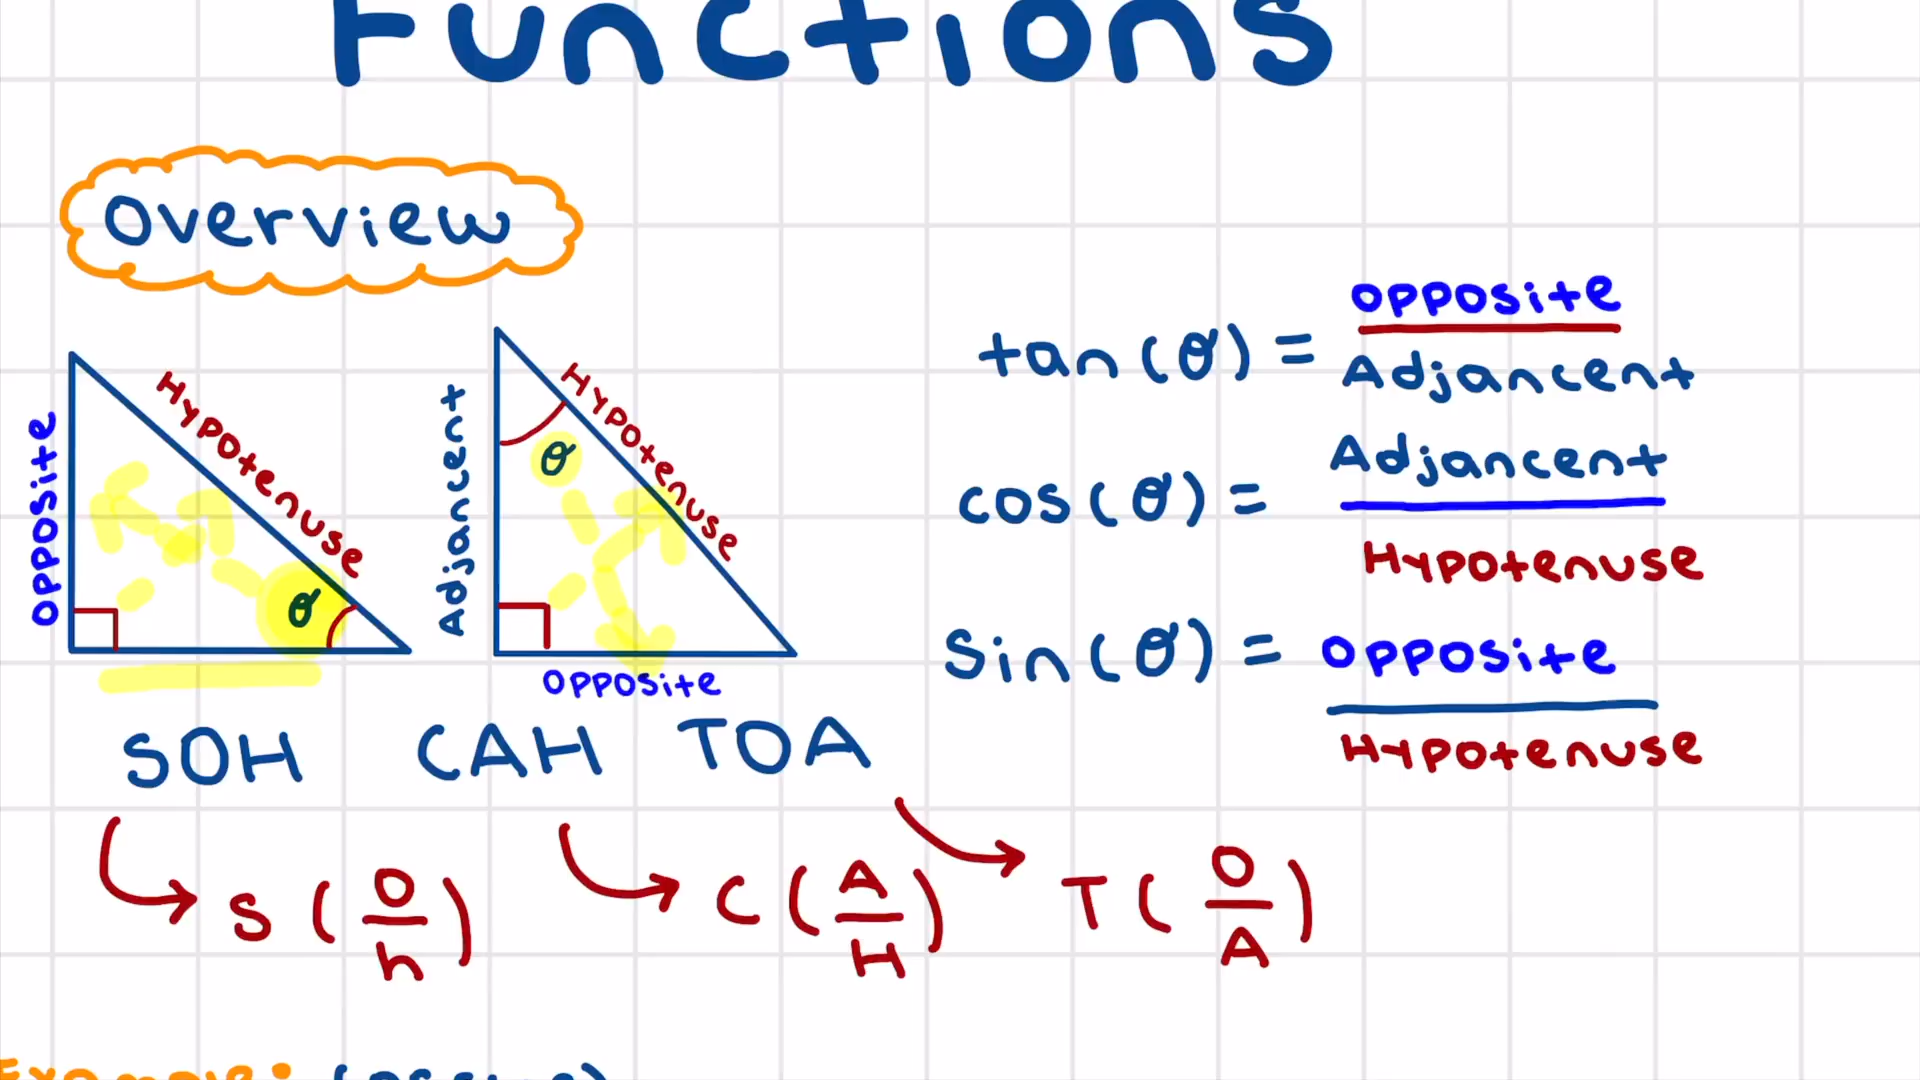 Functions
Overview
Opposite
Hypotenuse
θ
Adjancent
Hypotenuse
θ
Opposite
tan(θ) = Opposite
Adjancent
cos(θ) = Adjancent
Hypotenuse
Sin(θ) = Opposite
Hypotenuse
SOH CAH TOA
S(O/h) C(A/H) T(O/A)
Example: